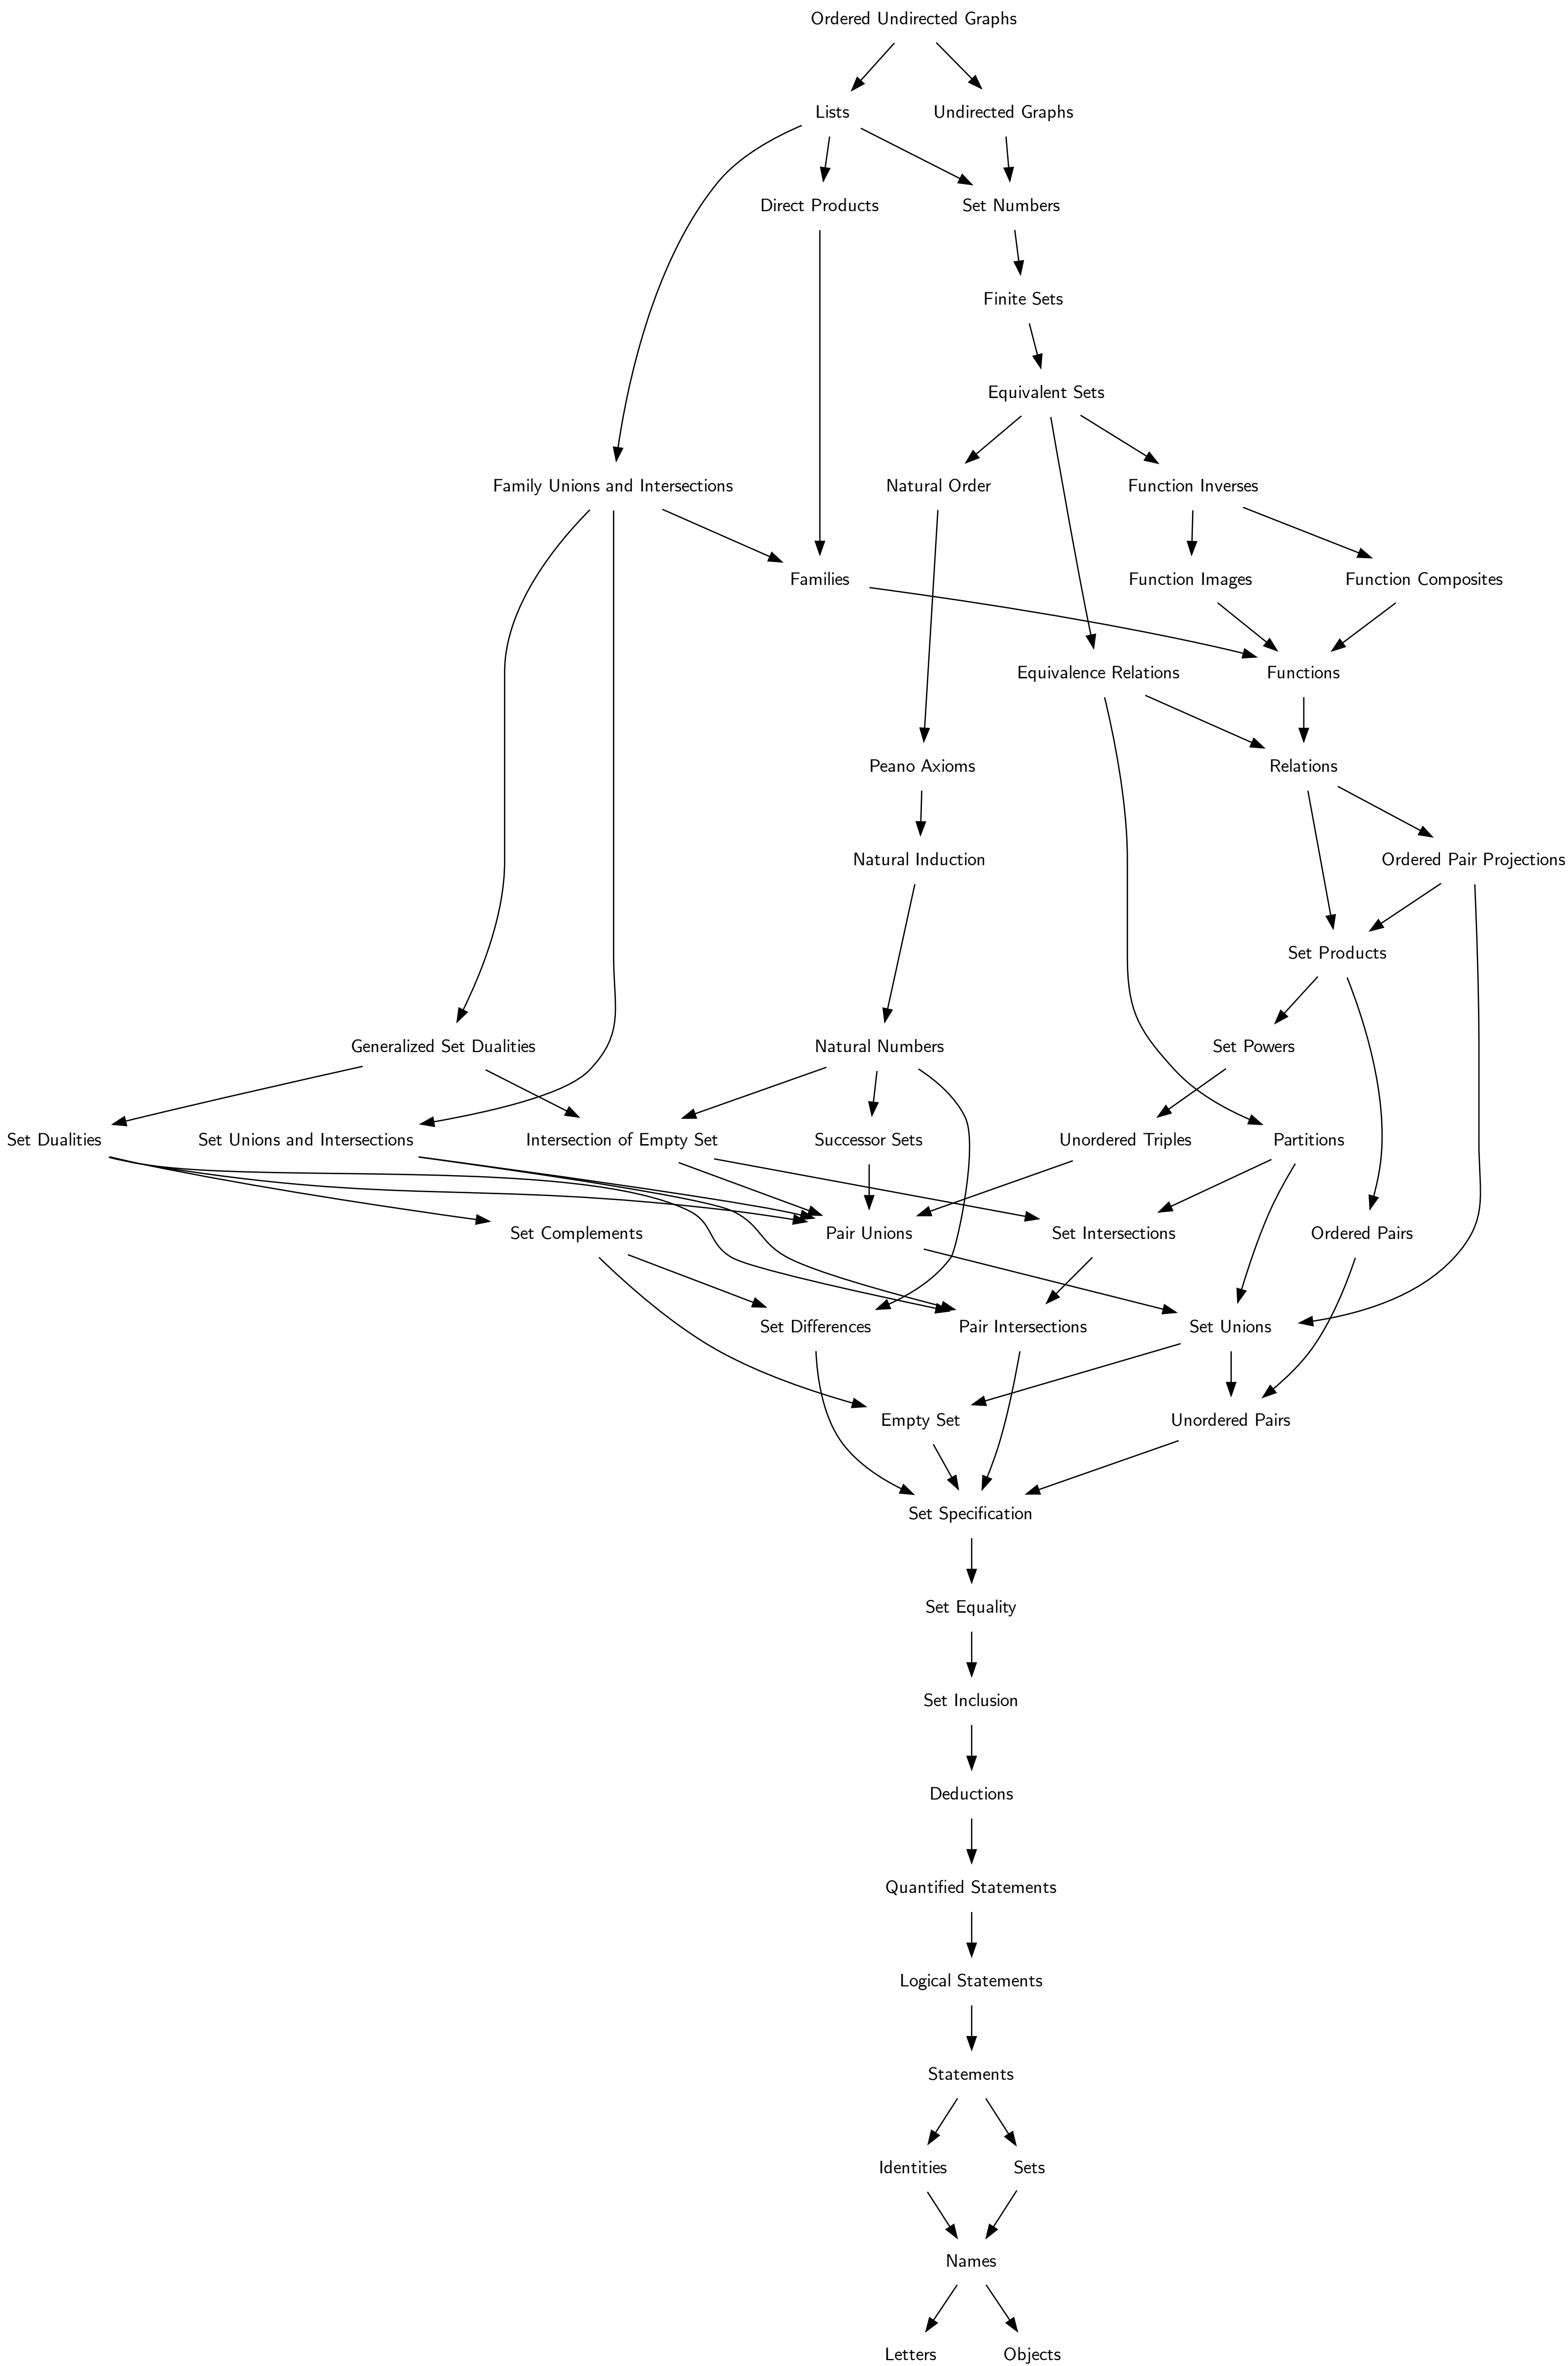 Ordered Undirected Graphs
Lists
Undirected Graphs
Direct Products
Set Numbers
Finite Sets
Equivalent Sets
Family Unions and Intersections
Natural Order
Function Inverses
Families
Function Images
Function Composites
Equivalence Relations
Functions
Peano Axioms
Relations
Natural Induction
Ordered Pair Projections
Set Products
Generalized Set Dualities
Natural Numbers
Set Powers
Set Dualities
Set Unions and Intersections
Intersection of Empty Set
Successor Sets
Unordered Triples
Partitions
Set Complements
Pair Unions
Set Intersections
Ordered Pairs
Set Differences
Pair Intersections
Set Unions
Empty Set
Unordered Pairs
Set Specification
Set Equality
Set Inclusion
Deductions
Quantified Statements
Logical Statements
Statements
Identities
Sets
Names
Letters
Objects